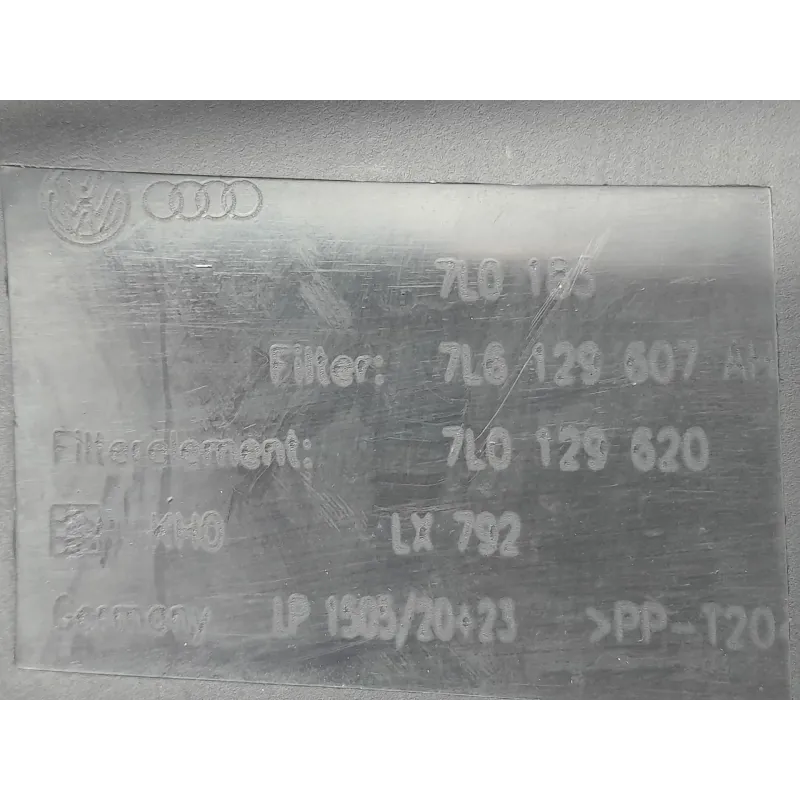 7L0 183
Filter: 7L6 129 607 AH
Filterelement: 7L0 129 620
LX 792
Germany LP 1503/20+23 >PP-T20